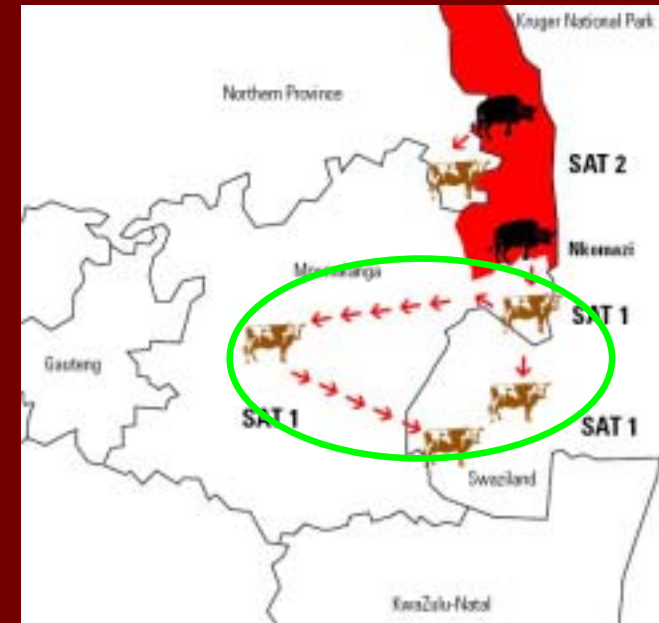 Kruger National Park
Northern Province
SAT 2
Nkomazi
Mpumalanga
SAT 1
Gauteng
SAT 1
SAT 1
Swaziland
KwaZulu-Natal